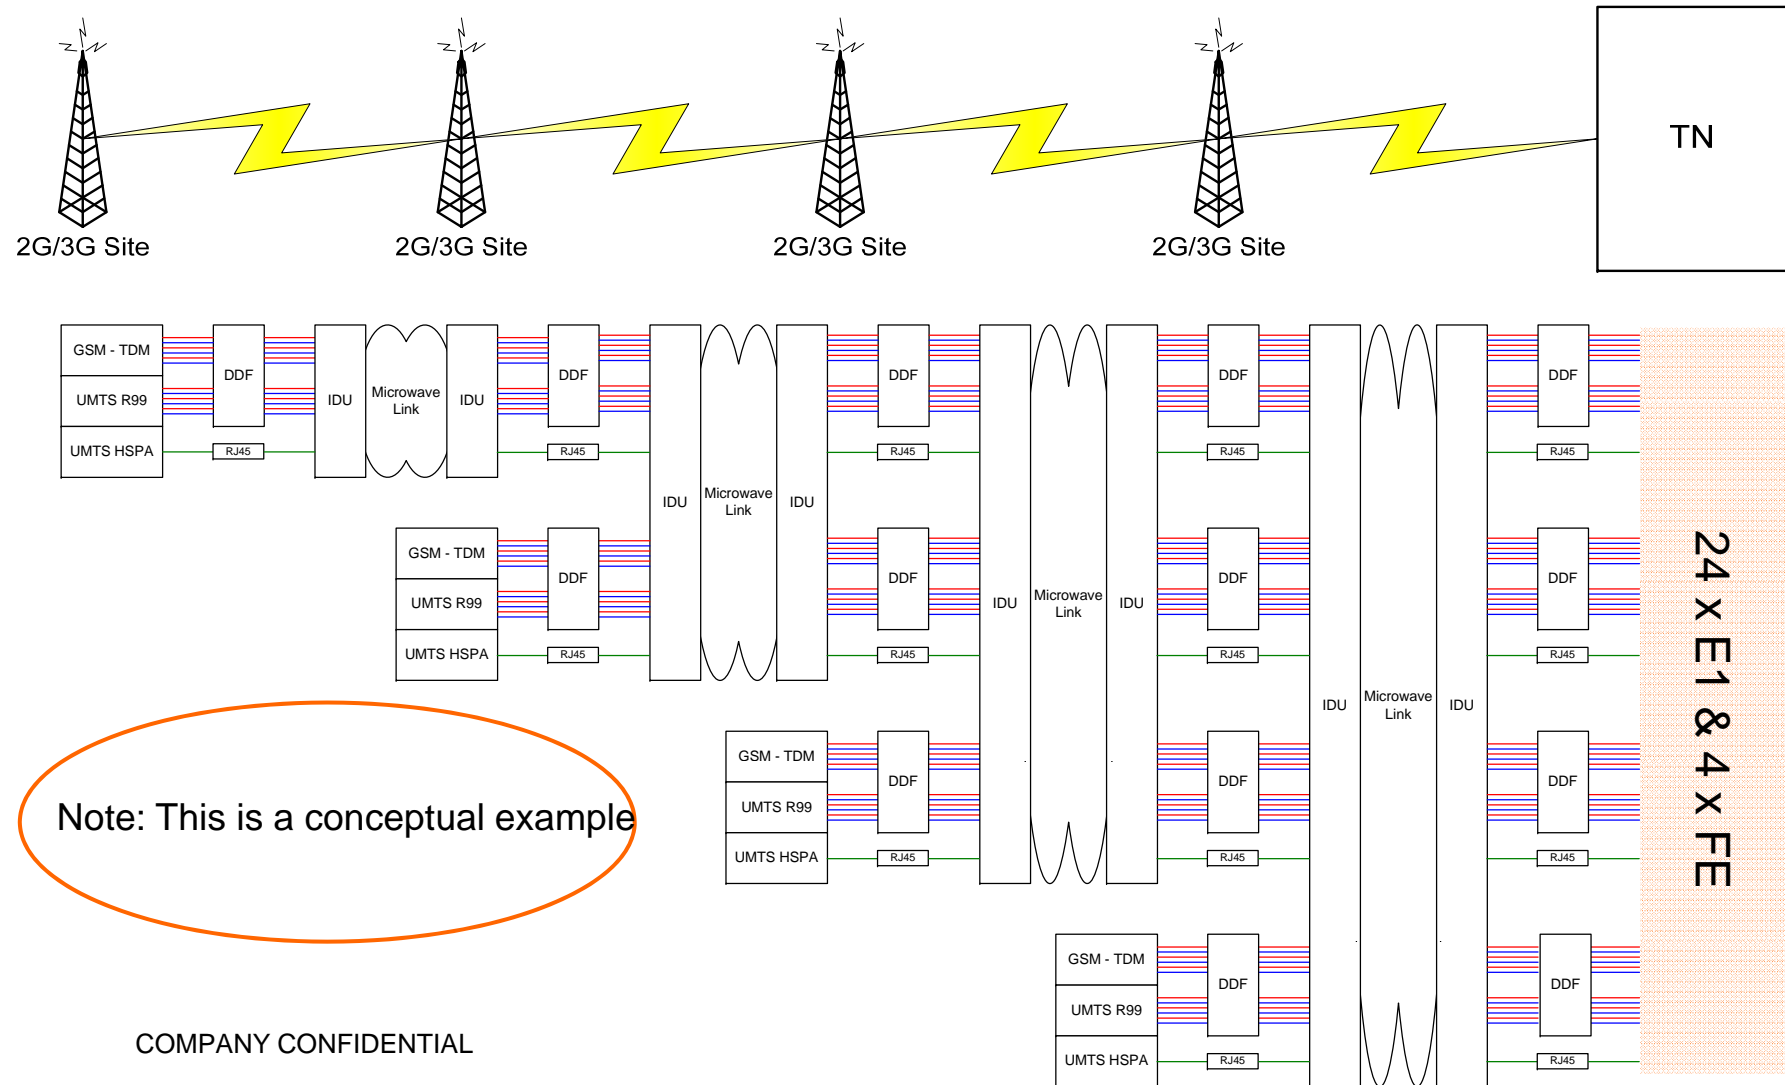 TN
2G/3G Site
2G/3G Site
2G/3G Site
2G/3G Site
GSM - TDM
UMTS R99
UMTS HSPA
DDF
RJ45
IDU
Microwave
Link
IDU
DDF
RJ45
IDU
Microwave
Link
IDU
DDF
RJ45
IDU
Microwave
Link
IDU
DDF
RJ45
IDU
Microwave
Link
IDU
DDF
RJ45
GSM - TDM
UMTS R99
UMTS HSPA
DDF
RJ45
DDF
RJ45
DDF
RJ45
DDF
RJ45
GSM - TDM
UMTS R99
UMTS HSPA
DDF
RJ45
DDF
RJ45
DDF
RJ45
GSM - TDM
UMTS R99
UMTS HSPA
DDF
RJ45
DDF
RJ45
24 x E1 & 4 x FE
Note: This is a conceptual example
COMPANY CONFIDENTIAL